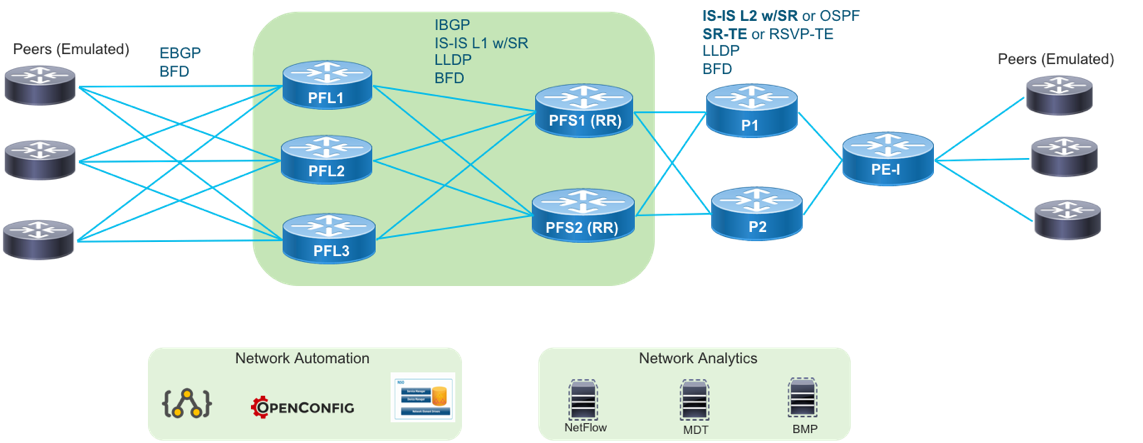 Peers (Emulated)
EBGP
BFD
IBGP
IS-IS L1 w/SR
LLDP
BFD
IS-IS L2 w/SR or OSPF
SR-TE or RSVP-TE
LLDP
BFD
Peers (Emulated)
PFL1
PFL2
PFL3
PFS1 (RR)
PFS2 (RR)
P1
P2
PE-I
Network Automation
OPENCONFIG
Network Analytics
NetFlow
MDT
BMP